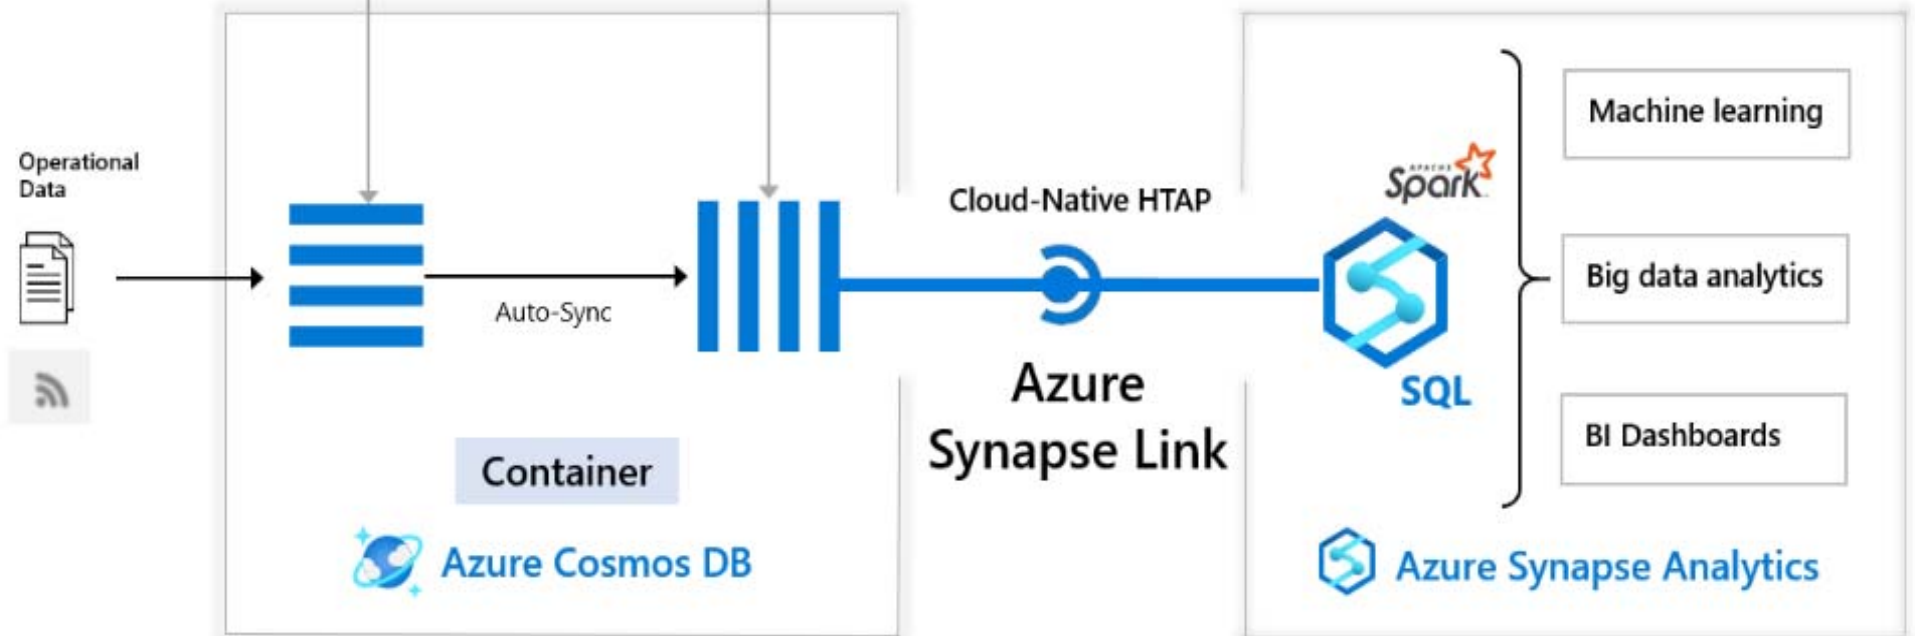 Operational
Data
Auto-Sync
Container
Azure Cosmos DB
Cloud-Native HTAP
Azure
Synapse Link
APACHE
Spark
SQL
Machine learning
Big data analytics
BI Dashboards
Azure Synapse Analytics